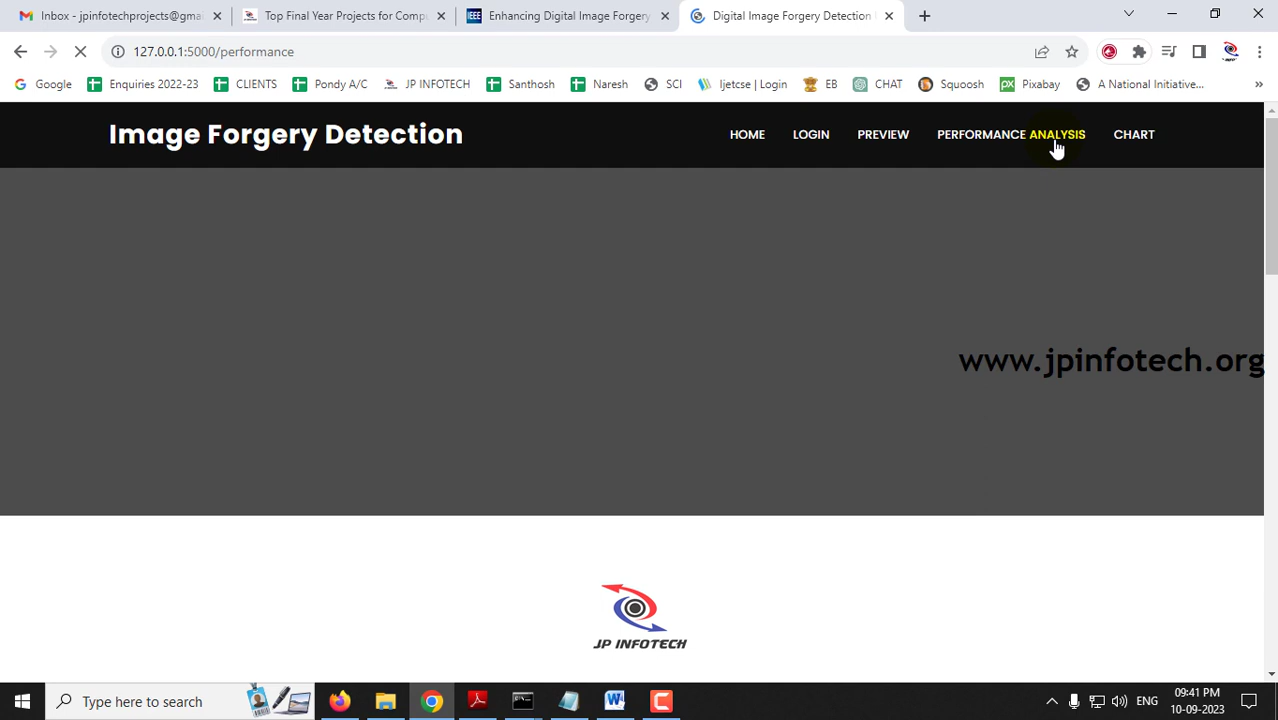 Inbox - jpinfotechprojects@gma
Top Final Year Projects for Compu
Enhancing Digital Image Forgery
Digital Image Forgery Detection
127.0.0.1:5000/performance
Google
Enquiries 2022-23
CLIENTS
Pondy A/C
JP INFOTECH
Santhosh
Naresh
SCI
Ijetcse | Login
EB
CHAT
Squoosh
Pixabay
A National Initiative...
Image Forgery Detection
HOME
LOGIN
PREVIEW
PERFORMANCE ANALYSIS
CHART
www.jpinfotech.org
JP INFOTECH
Type here to search
ENG
09:41 PM
10-09-2023